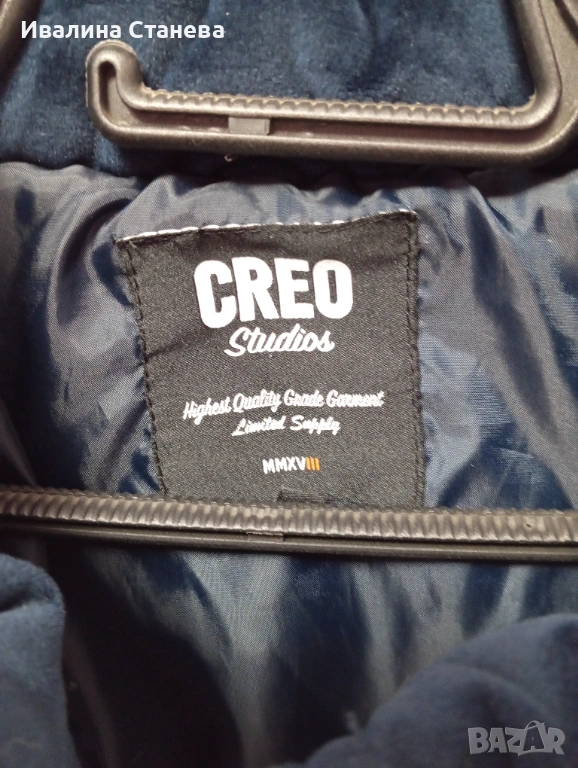 Ивалина Станева
CREO
Studios
Highest Quality Grade Garment
Limited Supply
MMXVIII
BAZAR